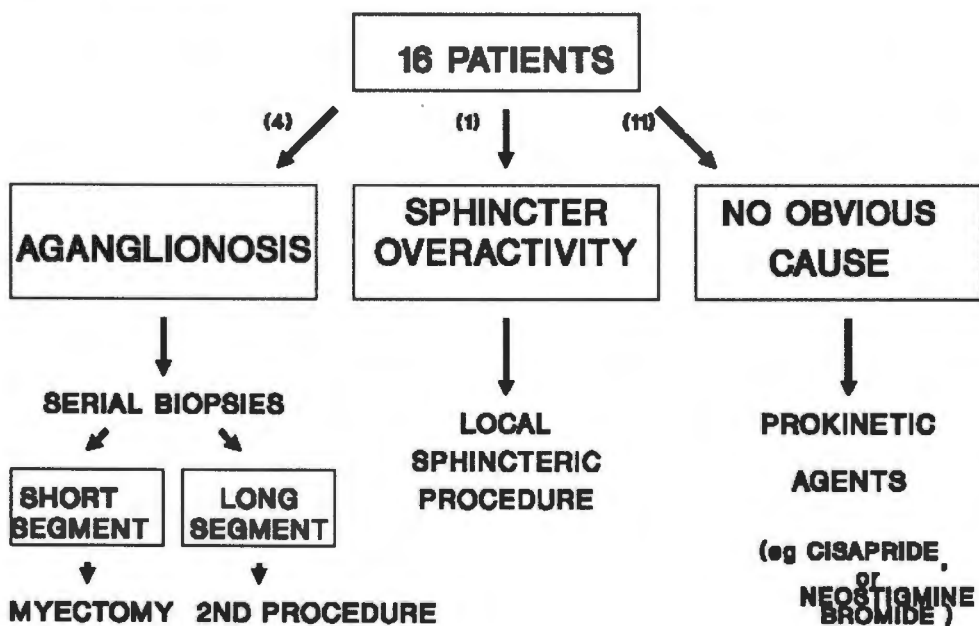 16 PATIENTS
(4)
(1)
(11)
AGANGLIONOSIS
SPHINCTER
OVERACTIVITY
NO OBVIOUS
CAUSE
SERIAL BIOPSIES
SHORT
SEGMENT
LONG
SEGMENT
MYECTOMY
2ND PROCEDURE
LOCAL
SPHINCTERIC
PROCEDURE
PROKINETIC
AGENTS
(eg CISAPRIDE,
or
NEOSTIGMINE
BROMIDE )